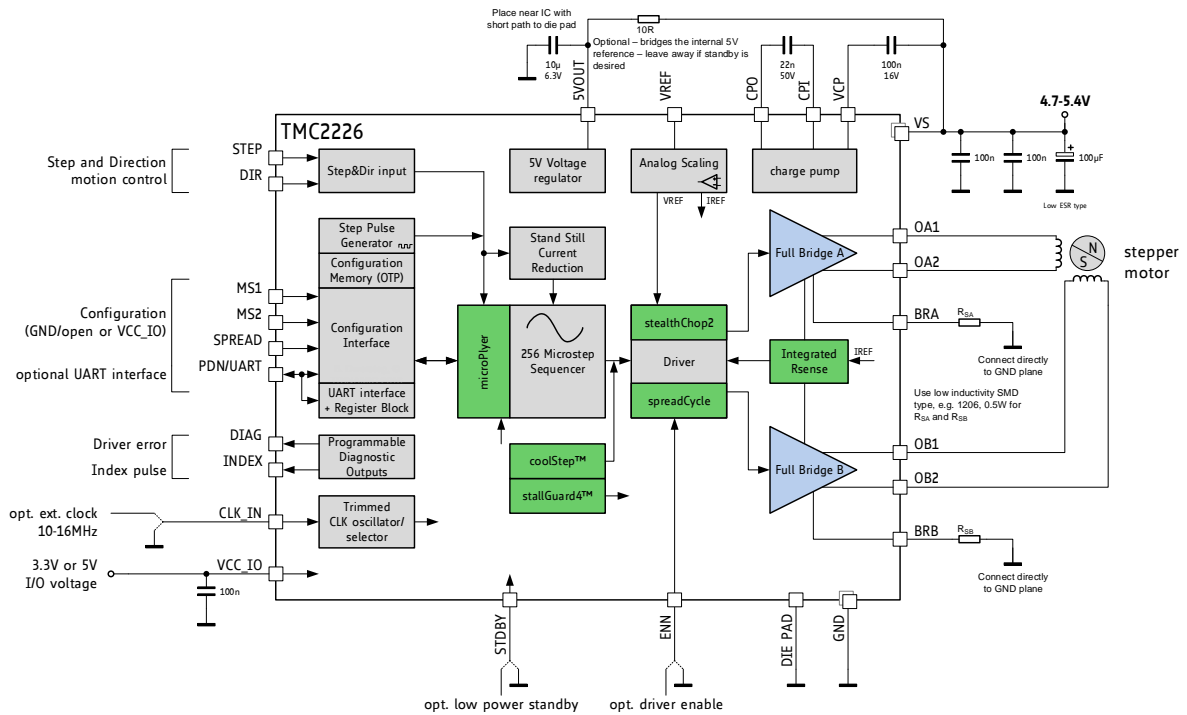 Place near IC with
short path to die pad
10R
Optional – bridges the internal 5V
reference – leave away if standby is
desired
10µ
6.3V
22n
50V
100n
16V
5VOUT
VREF
CPO
CPI
VCP
4.7-5.4V
VS
TMC2226
100n
100n
100µF
+
Low ESR type
Step and Direction
motion control
STEP
DIR
Step&Dir input
5V Voltage
regulator
Analog Scaling
VREF
IREF
charge pump
Step Pulse
Generator
Configuration
Memory (OTP)
Stand Still
Current
Reduction
Full Bridge A
OA1
OA2
N
S
stepper
motor
Configuration
(GND/open or VCC_IO)
optional UART interface
MS1
MS2
SPREAD
PDN/UART
Configuration
Interface
UART interface
+ Register Block
microPlyer
256 Microstep
Sequencer
stealthChop2
Driver
spreadCycle
Integrated
Rsense
IREF
BRA
RSA
Connect directly
to GND plane
Use low inductivity SMD
type, e.g. 1206, 0.5W for
RSA and RSB
Driver error
Index pulse
DIAG
INDEX
Programmable
Diagnostic
Outputs
coolStep™
stallGuard4™
Full Bridge B
OB1
OB2
opt. ext. clock
10-16MHz
CLK_IN
Trimmed
CLK oscillator/
selector
BRB
RSB
Connect directly
to GND plane
3.3V or 5V
I/O voltage
VCC_IO
100n
STDBY
ENN
DIE PAD
GND
opt. low power standby
opt. driver enable